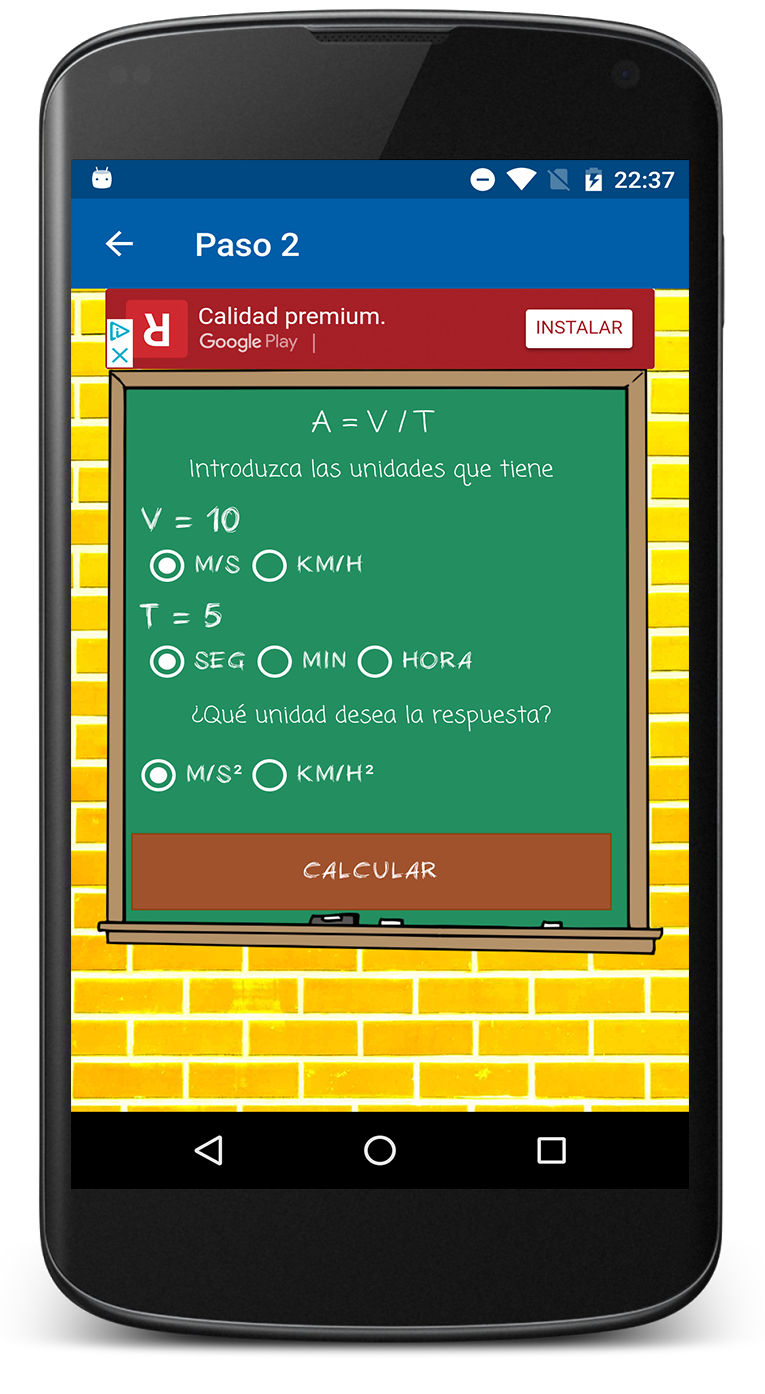 22:37
Paso 2
R
Calidad premium.
Google Play |
INSTALAR
A = V / T
Introduzca las unidades que tiene
V = 10
M/S KM/H
T = 5
SEG MIN HORA
¿Qué unidad desea la respuesta?
M/S² KM/H²
CALCULAR